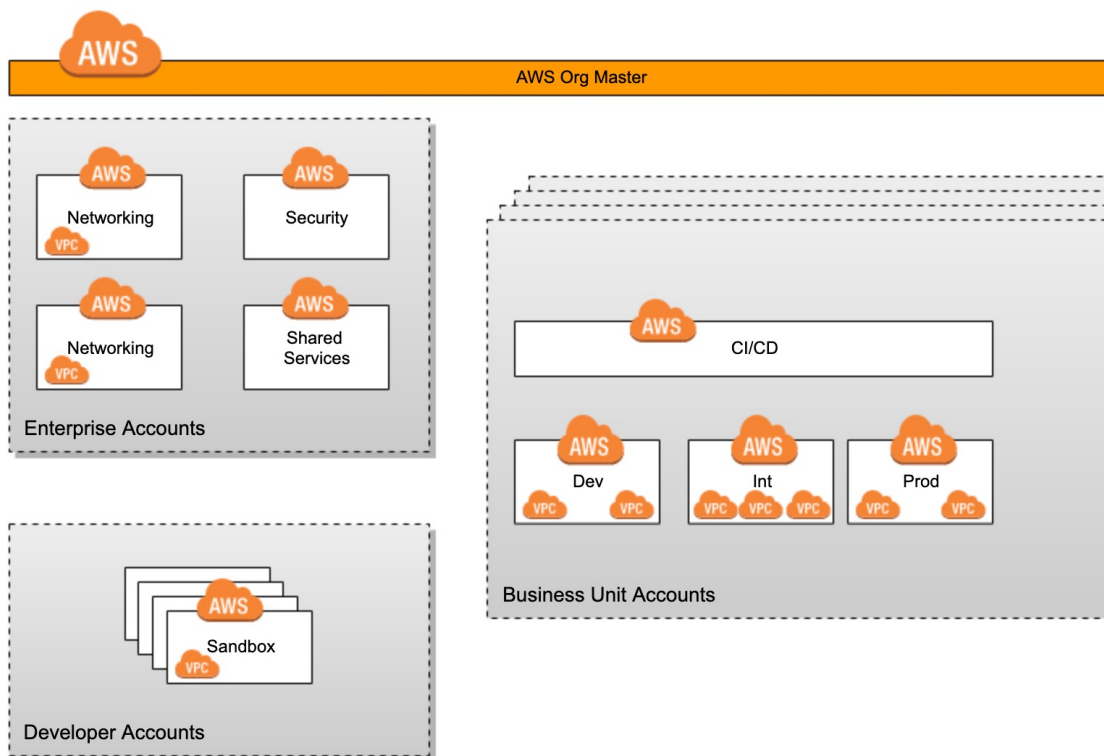 AWS
AWS Org Master
AWS
Networking
VPC
AWS
Security
AWS
Networking
VPC
AWS
Shared
Services
Enterprise Accounts
AWS
CI/CD
AWS
Dev
VPC
VPC
AWS
Int
VPC
VPC
VPC
AWS
Prod
VPC
VPC
Business Unit Accounts
AWS
Sandbox
VPC
Developer Accounts